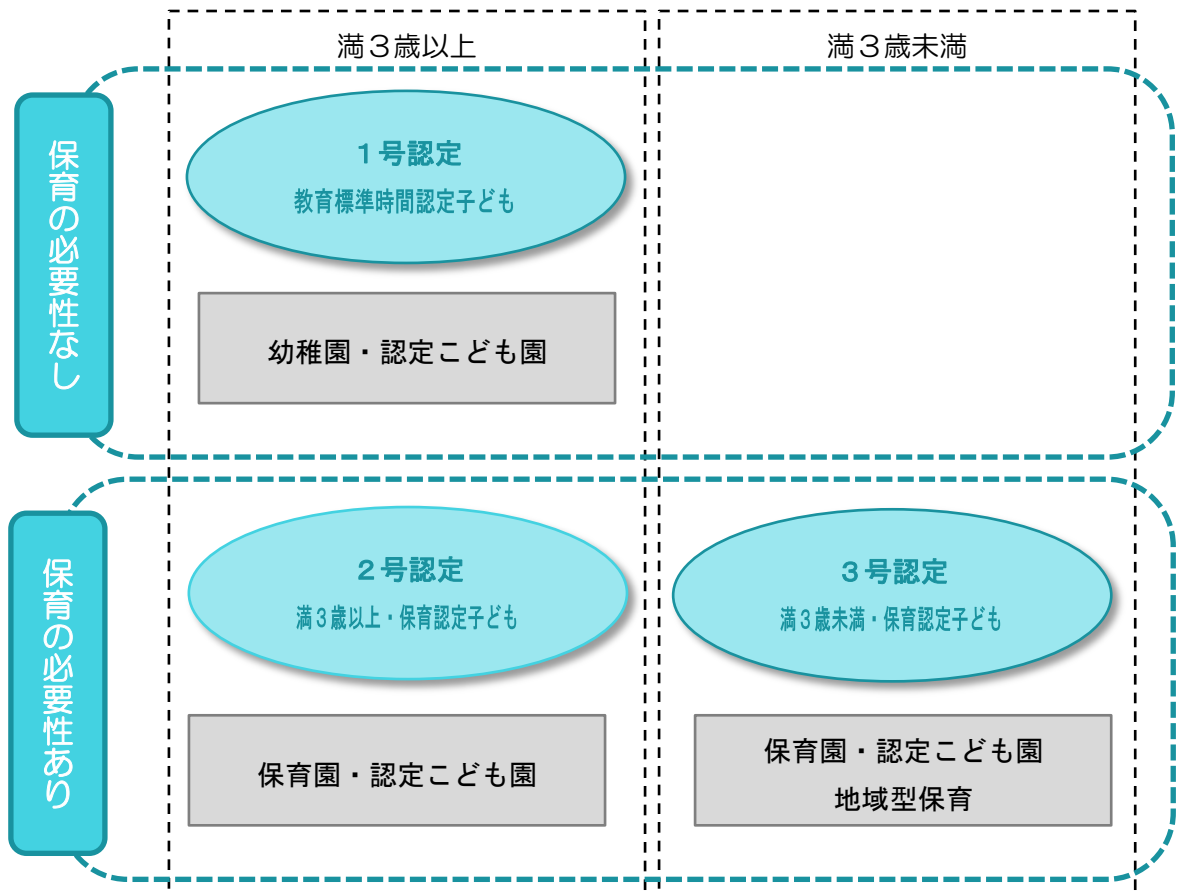 満３歳以上
満３歳未満
保育の必要性なし
１号認定
教育標準時間認定子ども
幼稚園・認定こども園
保育の必要性あり
２号認定
満３歳以上・保育認定子ども
保育園・認定こども園
３号認定
満３歳未満・保育認定子ども
保育園・認定こども園
地域型保育